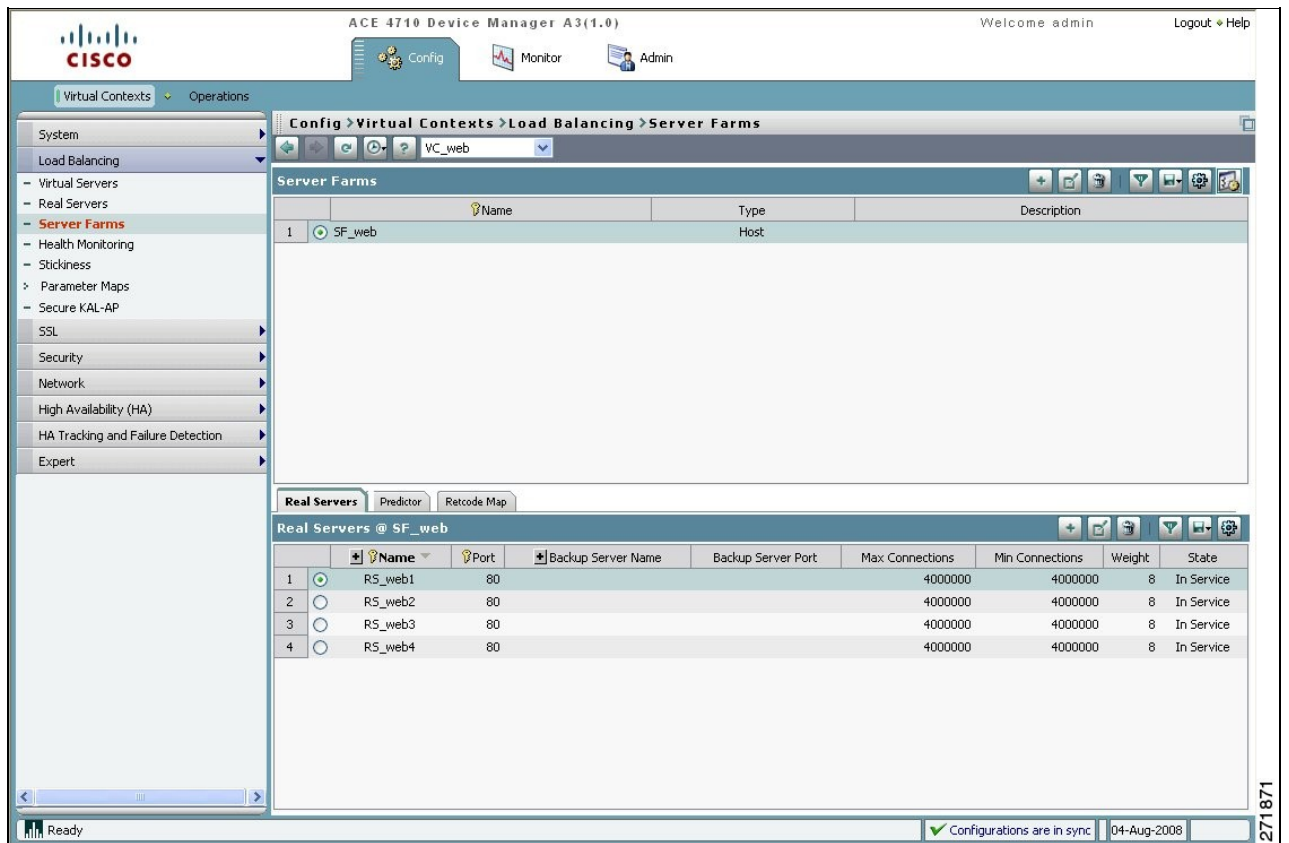 ACE 4710 Device Manager A3(1.0) Welcome admin Logout Help
CISCO
Config Monitor Admin
Virtual Contexts Operations
Config >Virtual Contexts >Load Balancing >Server Farms
System
Load Balancing
Virtual Servers
Real Servers
Server Farms
Health Monitoring
Stickiness
Parameter Maps
Secure KAL-AP
SSL
Security
Network
High Availability (HA)
HA Tracking and Failure Detection
Expert
? VC_web
Server Farms
Name Type Description
1 SF_web Host
Real Servers Predictor Retcode Map
Real Servers @ SF_web
Name Port Backup Server Name Backup Server Port Max Connections Min Connections Weight State
1 RS_web1 80 4000000 4000000 8 In Service
2 RS_web2 80 4000000 4000000 8 In Service
3 RS_web3 80 4000000 4000000 8 In Service
4 RS_web4 80 4000000 4000000 8 In Service
Ready Configurations are in sync 04-Aug-2008
271871